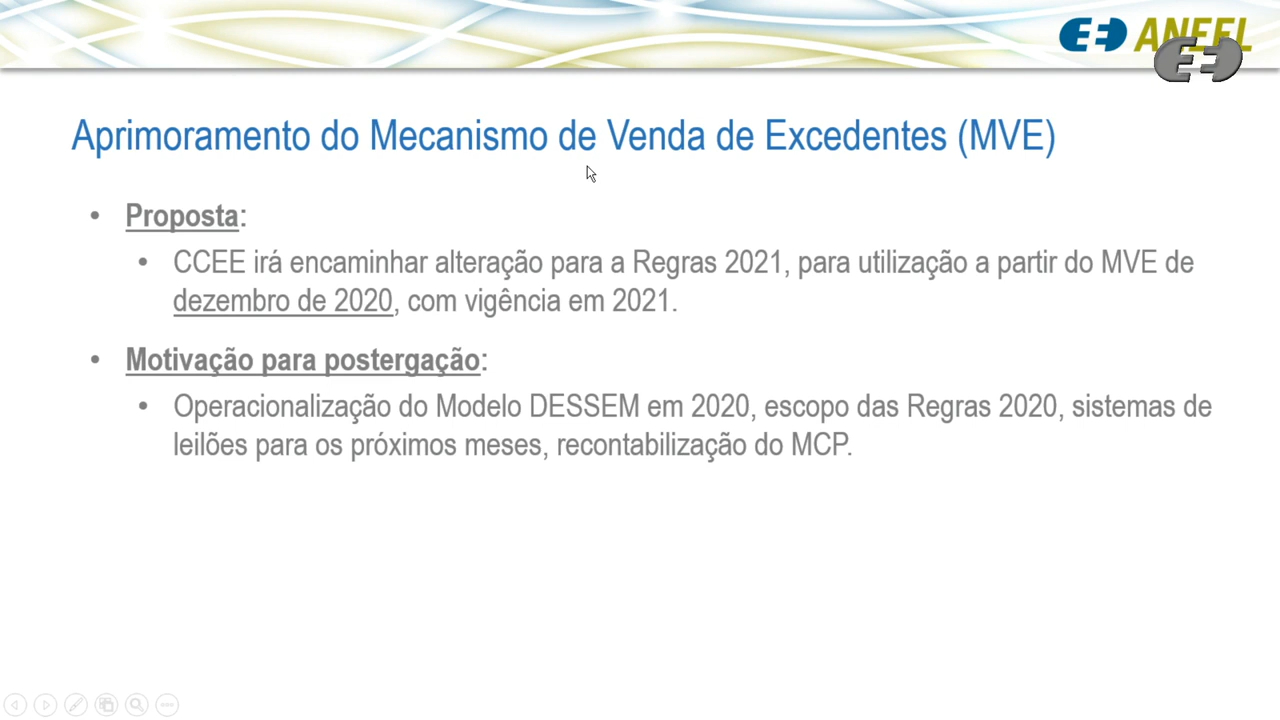 ANEEL
Aprimoramento do Mecanismo de Venda de Excedentes (MVE)
• Proposta:
• CCEE irá encaminhar alteração para a Regras 2021, para utilização a partir do MVE de
dezembro de 2020, com vigência em 2021.
• Motivação para postergação:
• Operacionalização do Modelo DESSEM em 2020, escopo das Regras 2020, sistemas de
leilões para os próximos meses, recontabilização do MCP.